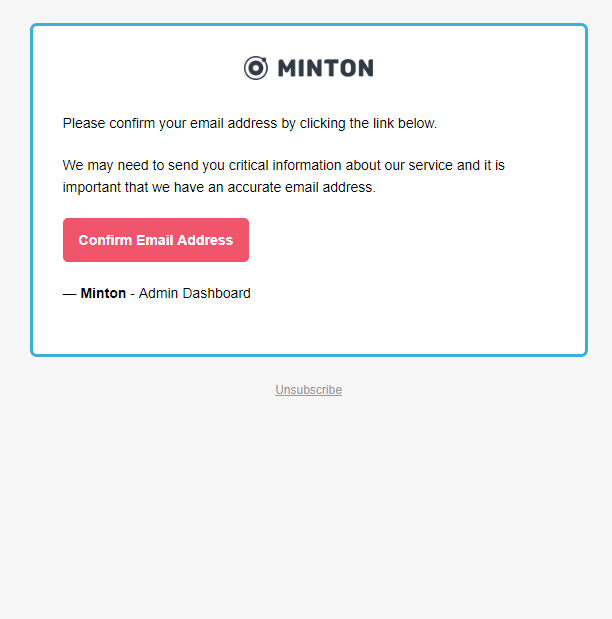 MINTON
Please confirm your email address by clicking the link below.
We may need to send you critical information about our service and it is
important that we have an accurate email address.
Confirm Email Address
— Minton - Admin Dashboard
Unsubscribe